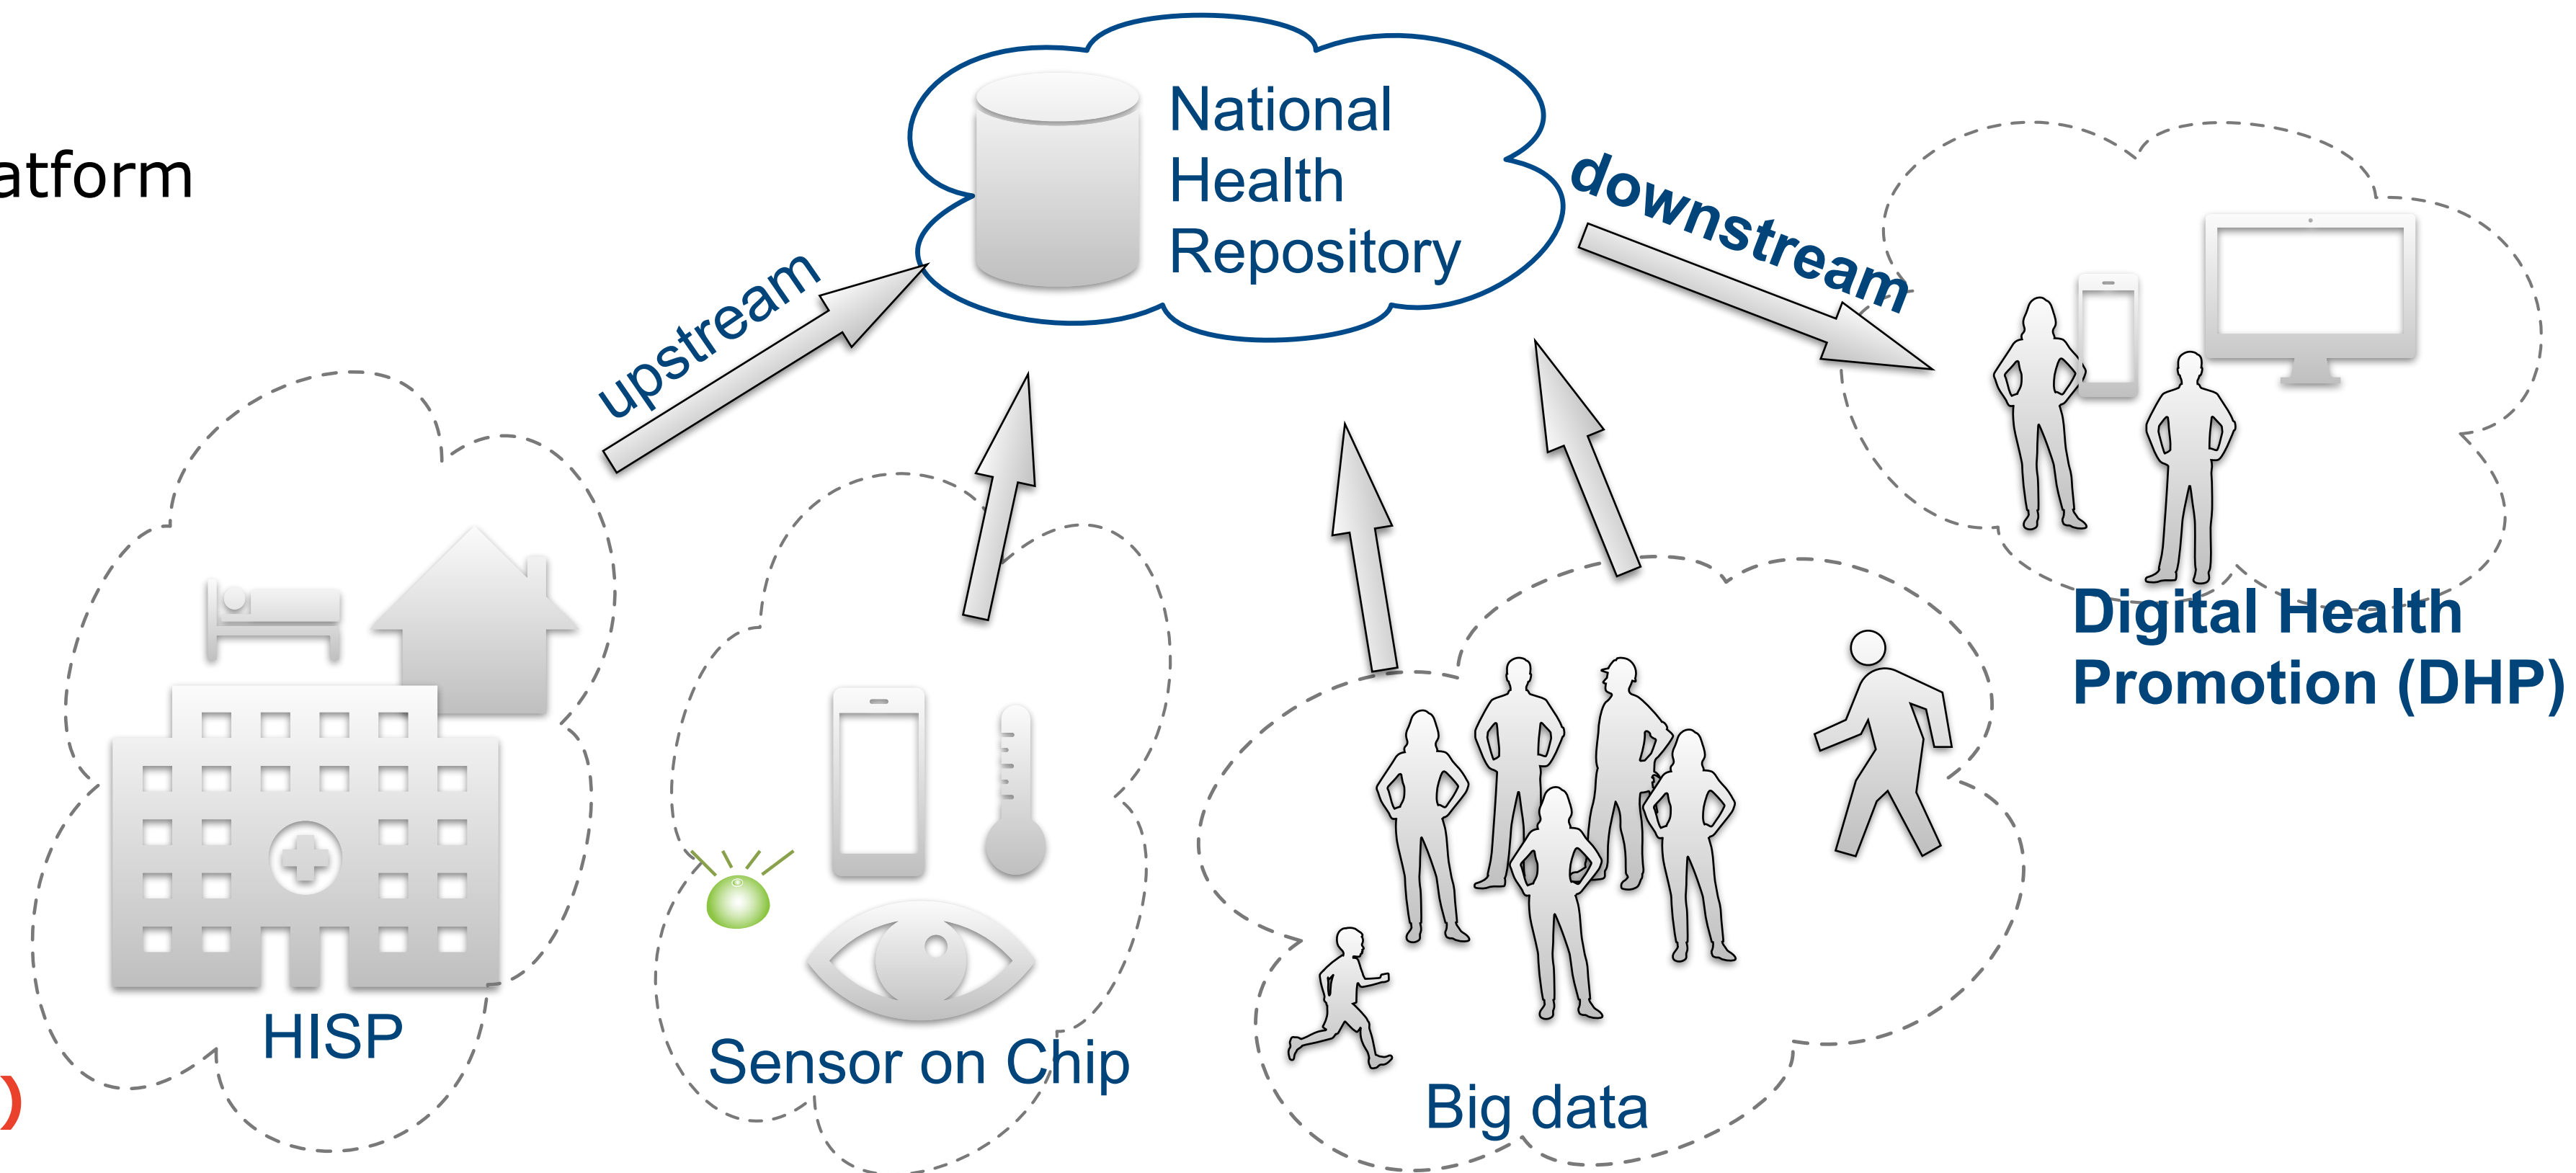 National
Health
Repository
atform
downstream
upstream
Digital Health
Promotion (DHP)
HISP
Sensor on Chip
Big data
)